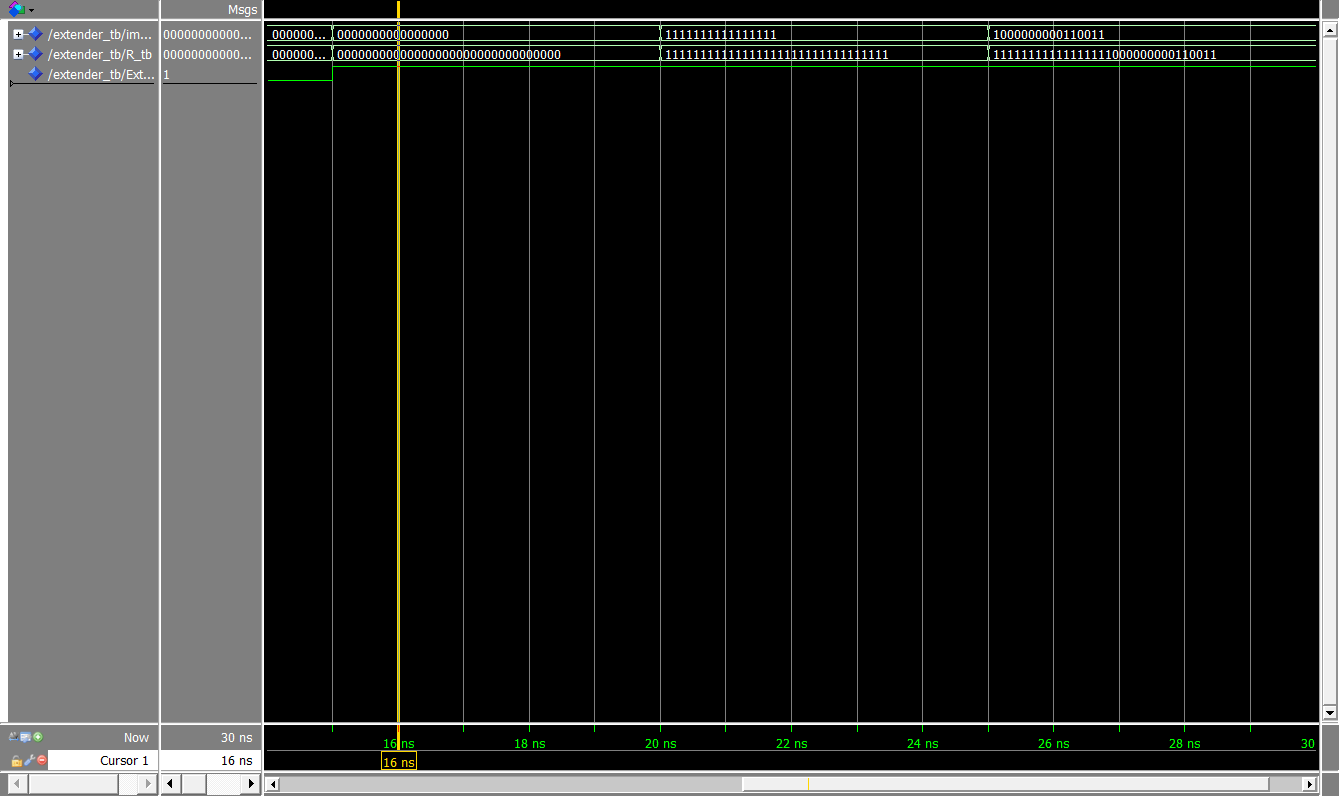 Msgs
/extender_tb/im... 00000000000... 000000... 0000000000000000 1111111111111111 1000000000110011
/extender_tb/R_tb 00000000000... 000000... 00000000000000000000000000000000 11111111111111111111111111111111 11111111111111111000000000110011
/extender_tb/Ext... 1
Now 30 ns 16 ns 18 ns 20 ns 22 ns 24 ns 26 ns 28 ns 30
Cursor 1 16 ns 16 ns